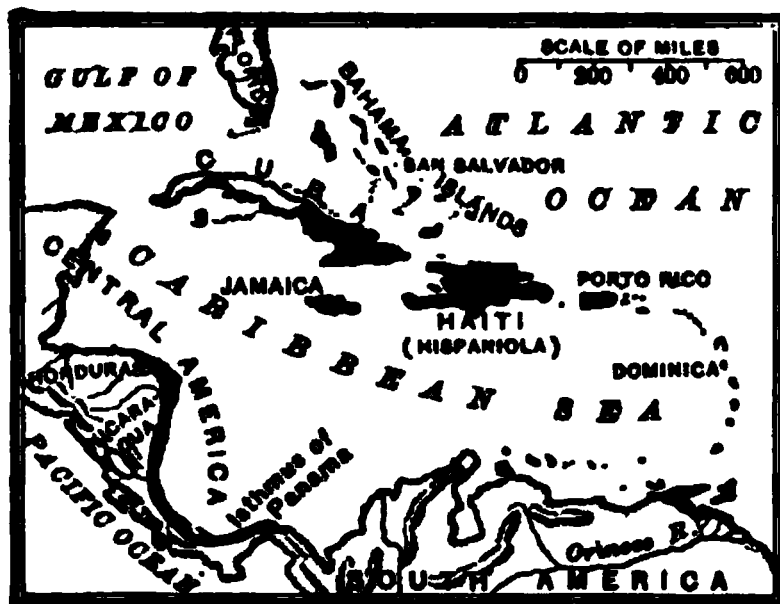 SCALE OF MILES
0 200 400 600
GULF OF
MEXICO
ATLANTIC
OCEAN
BAHAMA
ISLANDS
SAN SALVADOR
CUBA
CENTRAL AMERICA
CARIBBEAN SEA
JAMAICA
HAITI
(HISPANIOLA)
PORTO RICO
DOMINICA
HONDURAS
PACIFIC OCEAN
Isthmus of
Panama
Orinoco R.
SOUTH AMERICA